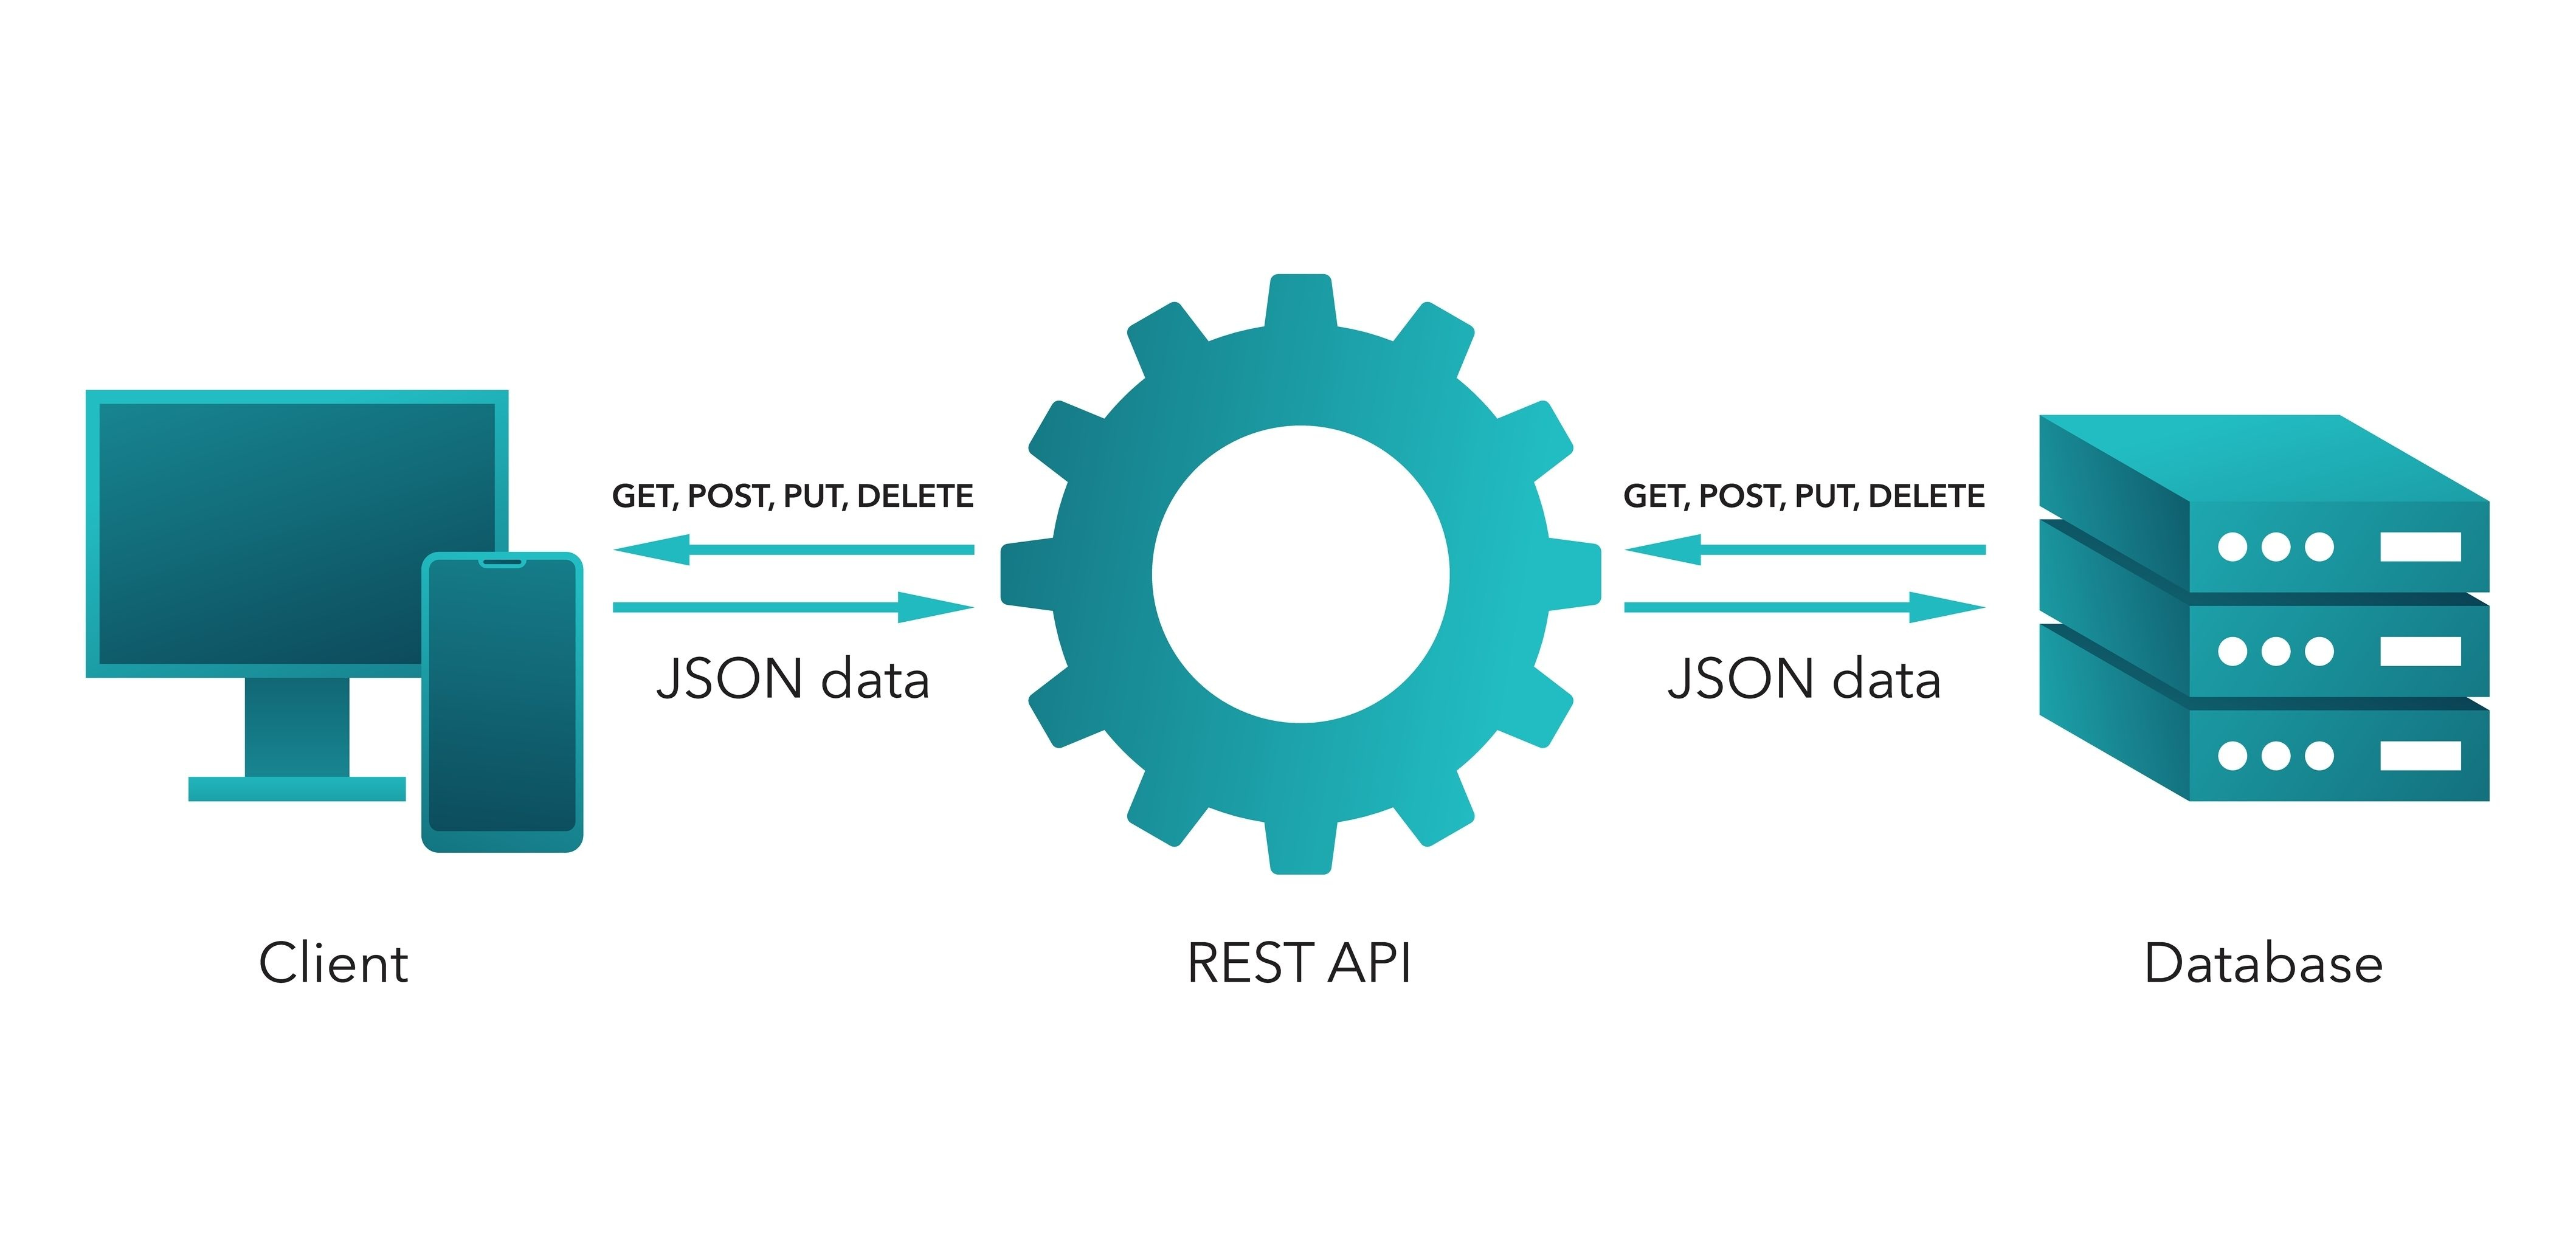 GET, POST, PUT, DELETE
JSON data
GET, POST, PUT, DELETE
JSON data
Client
REST API
Database